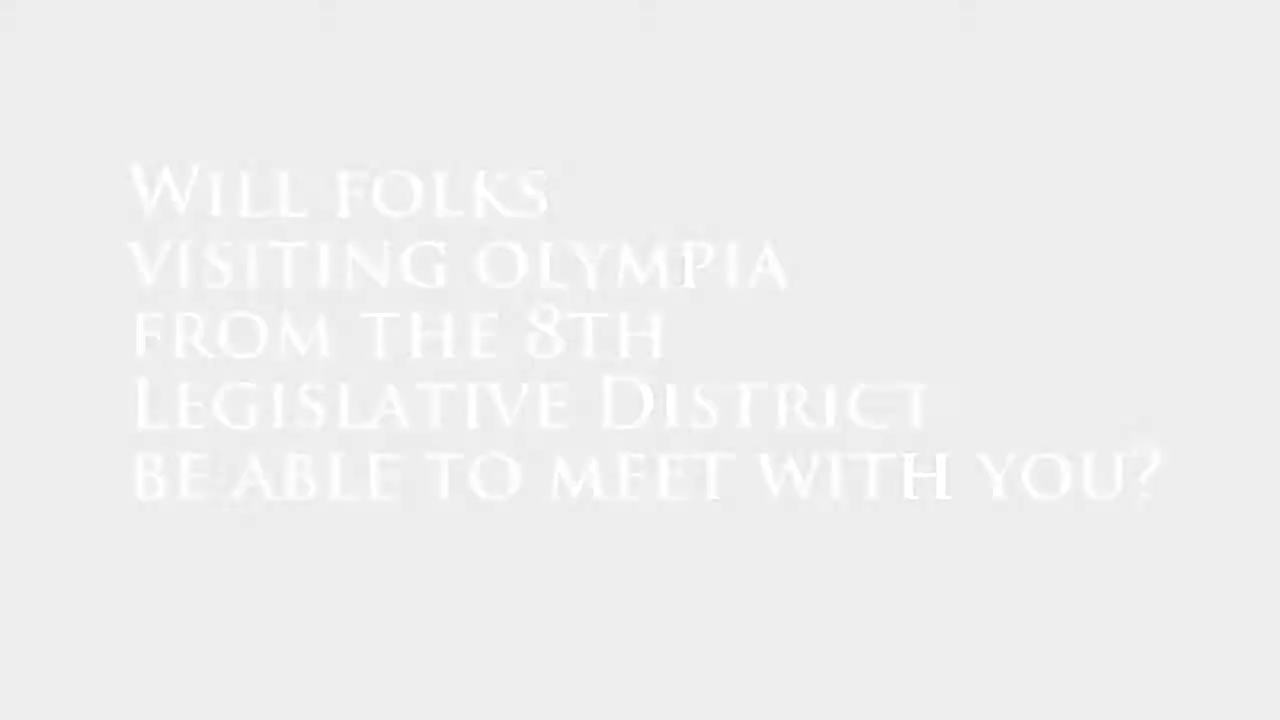 Will folks
visiting Olympia
from the 8th
Legislative District
be able to meet with you?